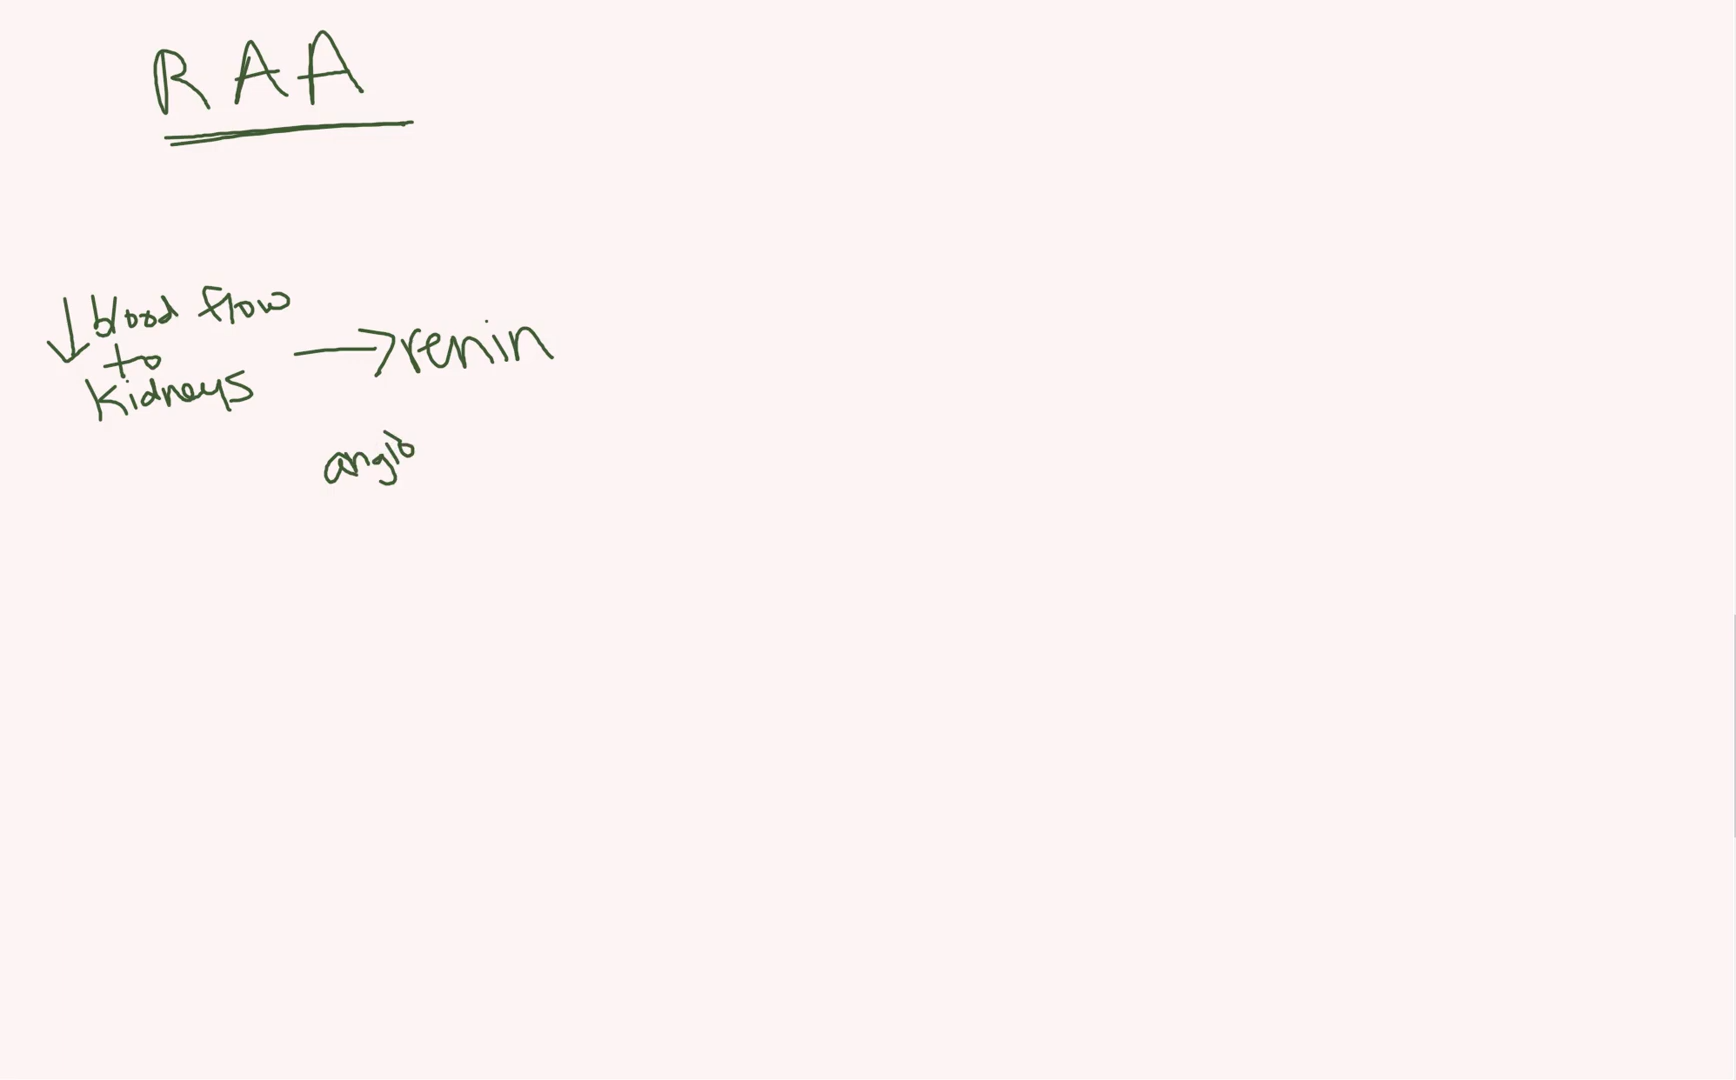 RAA
↓ blood flow
to
kidneys
→ renin
angio